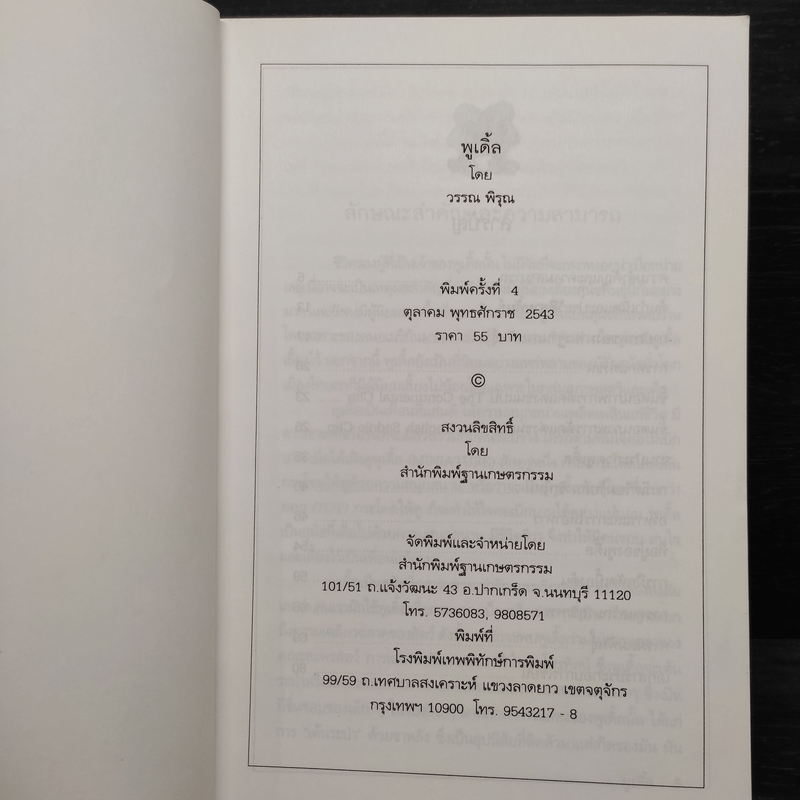 พูเดิ้ล
โดย
วรรณ พิรุณ
พิมพ์ครั้งที่ 4
ตุลาคม พุทธศักราช 2543
ราคา 55 บาท
©
สงวนลิขสิทธิ์
โดย
สำนักพิมพ์ฐานเกษตรกรรม
จัดพิมพ์และจำหน่ายโดย
สำนักพิมพ์ฐานเกษตรกรรม
101/51 ถ.แจ้งวัฒนะ 43 อ.ปากเกร็ด จ.นนทบุรี 11120
โทร. 5736083, 9808571
พิมพ์ที่
โรงพิมพ์เทพพิทักษ์การพิมพ์
99/59 ถ.เทศบาลสงเคราะห์ แขวงลาดยาว เขตจตุจักร
กรุงเทพฯ 10900 โทร. 9543217 - 8